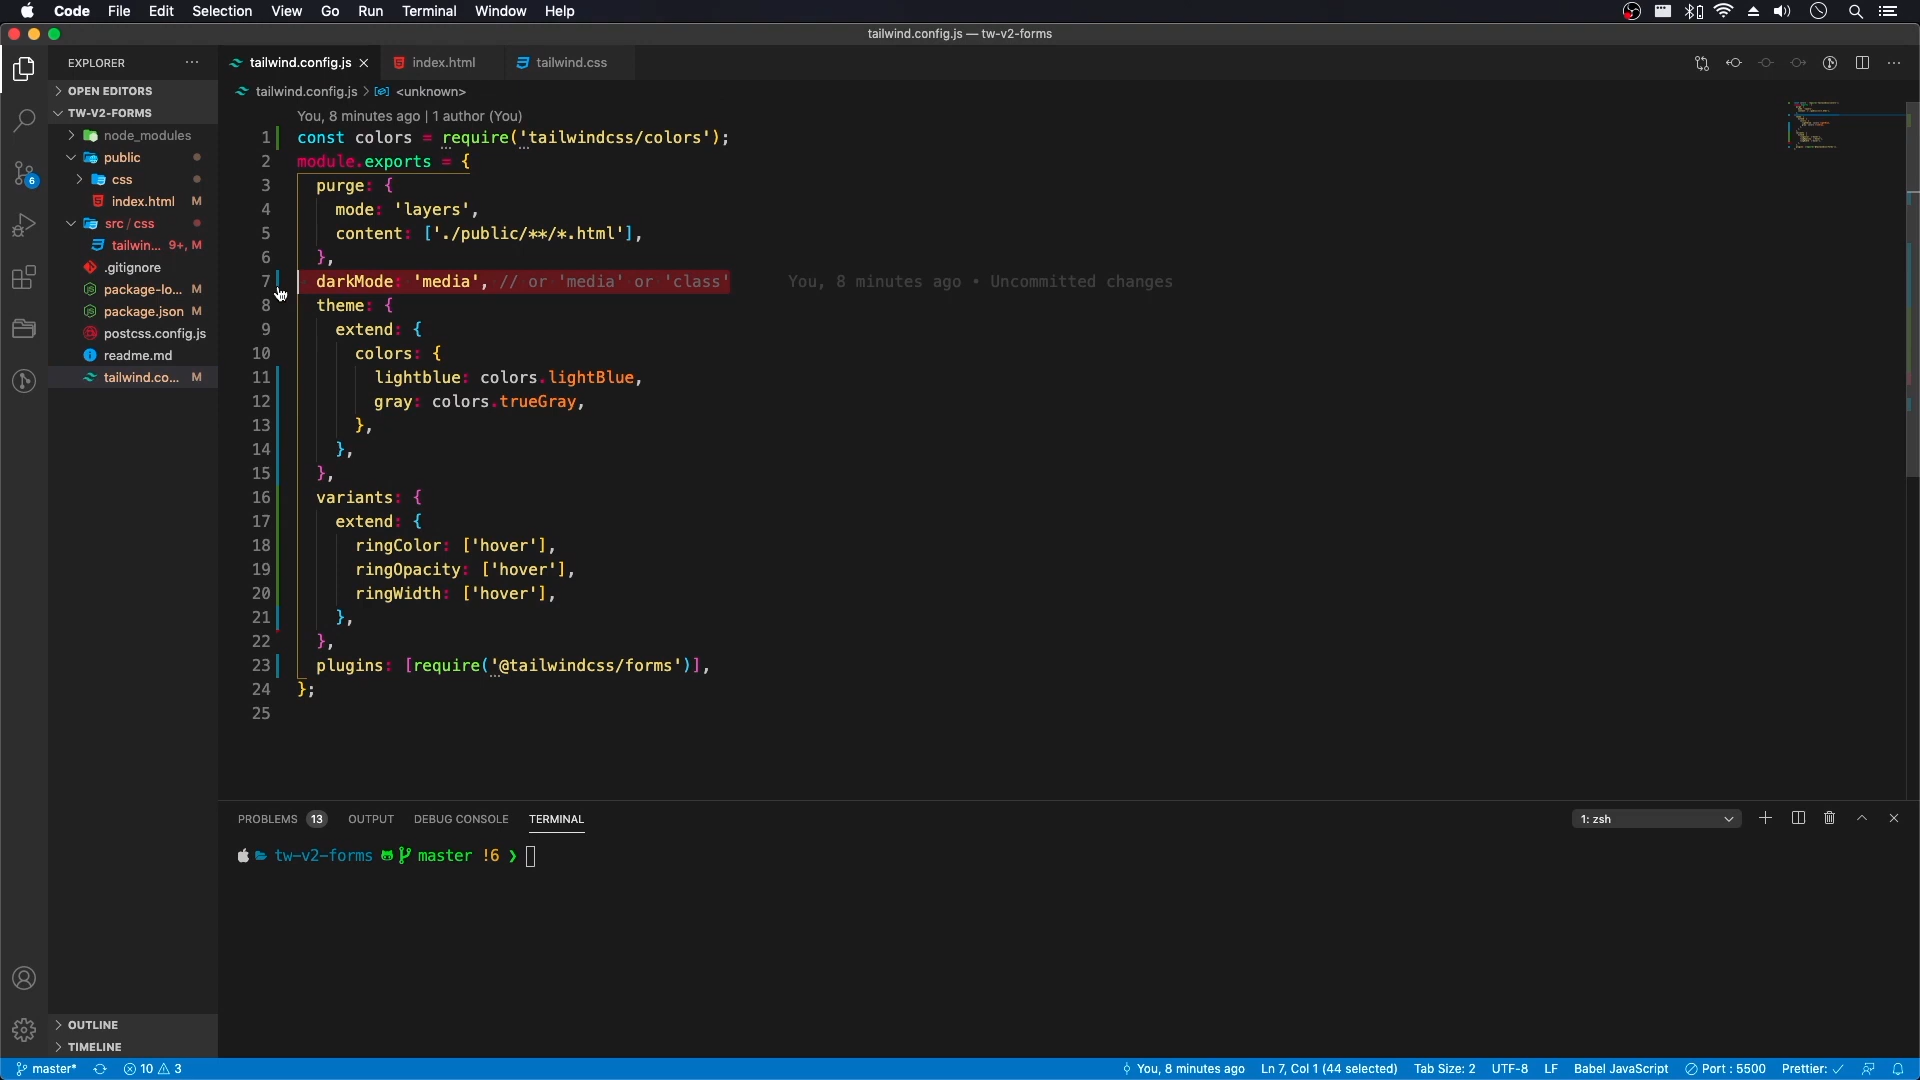 Code File Edit Selection View Go Run Terminal Window Help
tailwind.config.js — tw-v2-forms
EXPLORER
tailwind.config.js index.html tailwind.css
OPEN EDITORS
tailwind.config.js > <unknown>
TW-V2-FORMS
node_modules
public
css
index.html M
src / css
tailwin... 9+, M
.gitignore
package-lo... M
package.json M
postcss.config.js
readme.md
tailwind.co... M
6
OUTLINE
TIMELINE
You, 8 minutes ago | 1 author (You)
1 const colors = require('tailwindcss/colors');
2 module.exports = {
3 purge: {
4 mode: 'layers',
5 content: ['./public/**/*.html'],
6 },
7 darkMode: 'media', // or 'media' or 'class' You, 8 minutes ago • Uncommitted changes
8 theme: {
9 extend: {
10 colors: {
11 lightblue: colors.lightBlue,
12 gray: colors.trueGray,
13 },
14 },
15 },
16 variants: {
17 extend: {
18 ringColor: ['hover'],
19 ringOpacity: ['hover'],
20 ringWidth: ['hover'],
21 },
22 },
23 plugins: [require('@tailwindcss/forms')],
24 };
25
PROBLEMS 13 OUTPUT DEBUG CONSOLE TERMINAL 1: zsh
tw-v2-forms master !6 ❯
master* 10 3 You, 8 minutes ago Ln 7, Col 1 (44 selected) Tab Size: 2 UTF-8 LF Babel JavaScript Port : 5500 Prettier: ✓